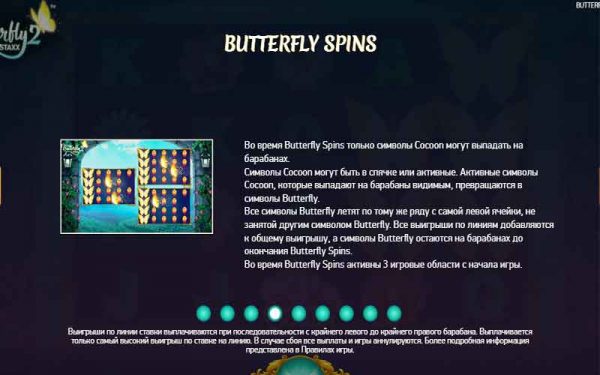 BUTTERF
rfly 2
STAXX
BUTTERFLY SPINS
Во время Butterfly Spins только символы Cocoon могут выпадать на
барабанах.
Символы Cocoon могут быть в спячке или активные. Активные символы
Cocoon, которые выпадают на барабаны видимым, превращаются в
символы Butterfly.
Все символы Butterfly летят по тому же ряду с самой левой ячейки, не
занятой другим символом Butterfly. Все выигрыши по линиям добавляются
к общему выигрышу, а символы Butterfly остаются на барабанах до
окончания Butterfly Spins.
Во время Butterfly Spins активны 3 игровые области с начала игры.
Выигрыши по линии ставки выплачиваются при последовательности с крайнего левого до крайнего правого барабана. Выплачивается
только самый высокий выигрыш по ставке на линию. В случае сбоя все выплаты и игры аннулируются. Более подробная информация
представлена в Правилах игры.